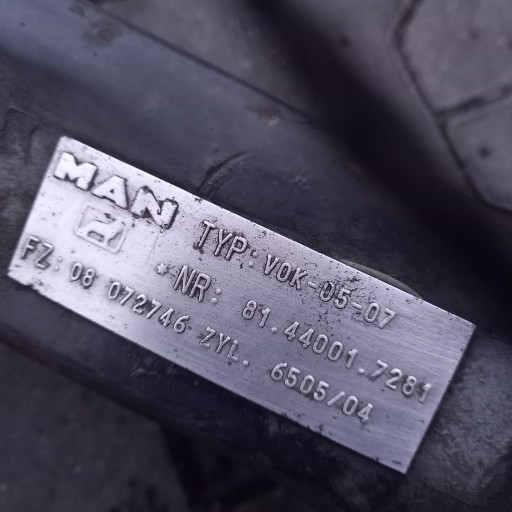 MAN
TYP: VOK-05-07
*NR: 81.44001.7281
FZ: 08 072746 ZYL. 6505/04